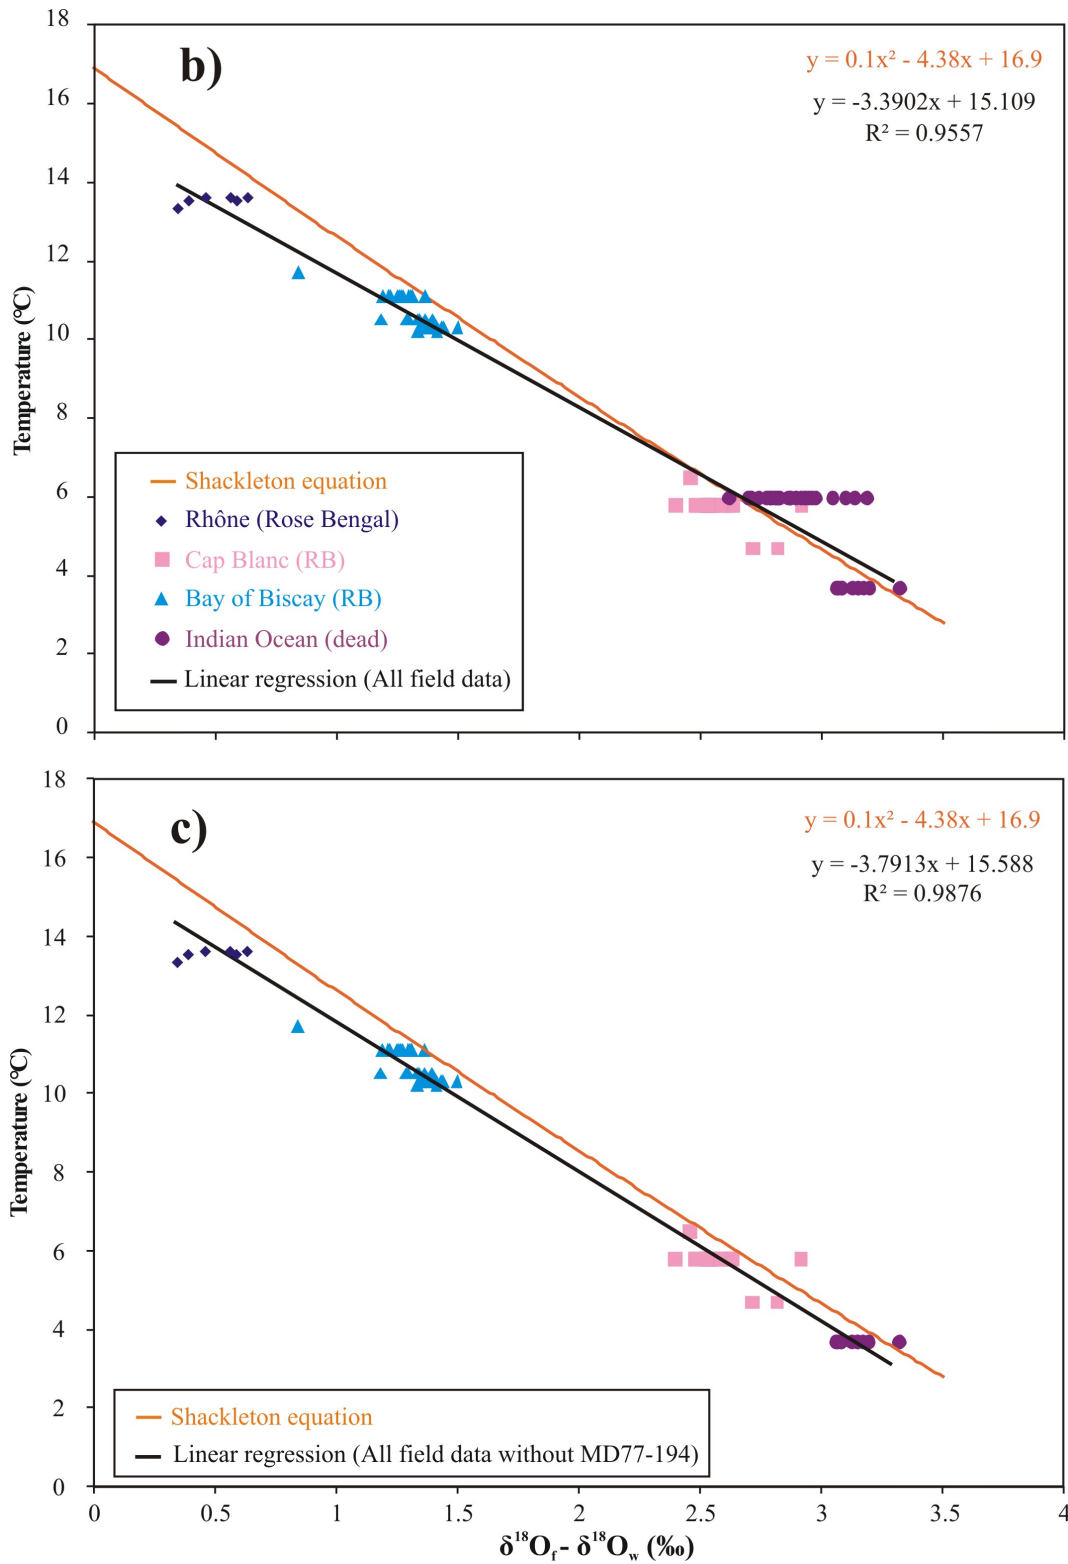 18
16
14
12
10
8
6
4
2
0
Temperature (°C)
b)
y = 0.1x² - 4.38x + 16.9
y = -3.3902x + 15.109
R² = 0.9557
Shackleton equation
Rhône (Rose Bengal)
Cap Blanc (RB)
Bay of Biscay (RB)
Indian Ocean (dead)
Linear regression (All field data)
18
16
14
12
10
8
6
4
2
0
Temperature (°C)
c)
y = 0.1x² - 4.38x + 16.9
y = -3.7913x + 15.588
R² = 0.9876
Shackleton equation
Linear regression (All field data without MD77-194)
0 0.5 1 1.5 2 2.5 3 3.5 4
δ¹⁸O_f - δ¹⁸O_w (‰)